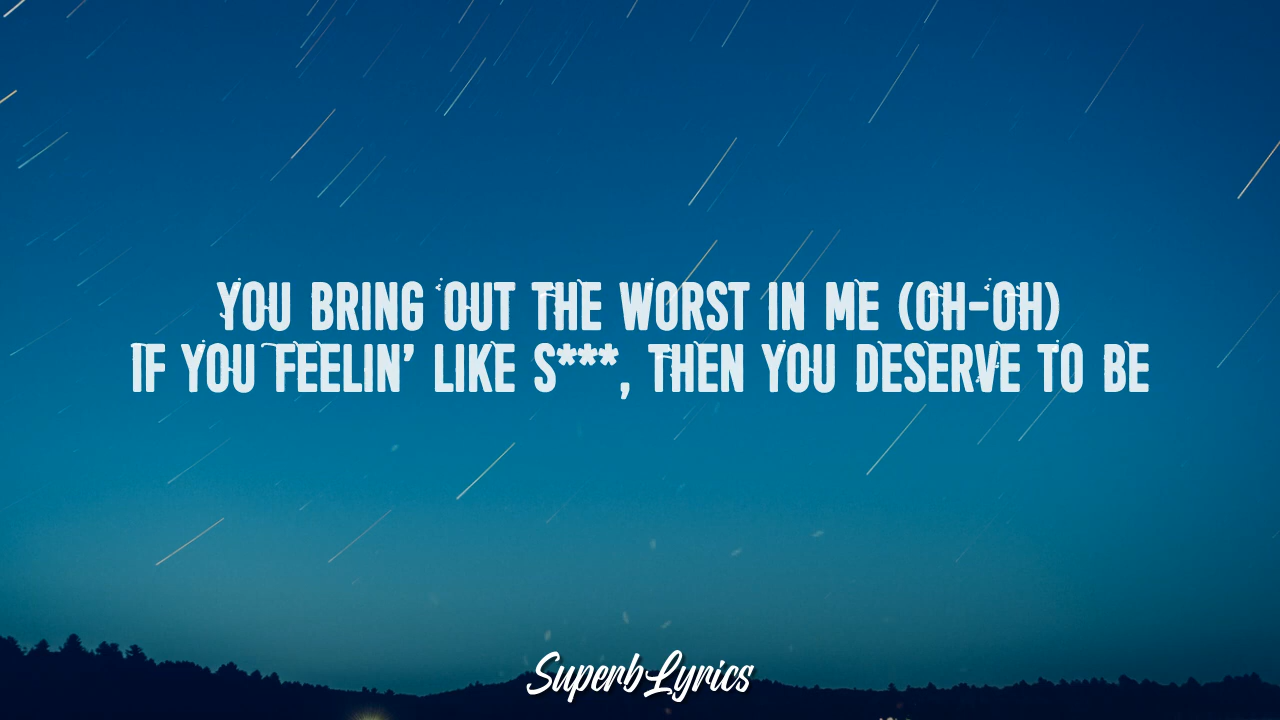 YOU BRING OUT THE WORST IN ME (OH-OH)
IF YOU FEELIN' LIKE S***, THEN YOU DESERVE TO BE
SuperbLyrics